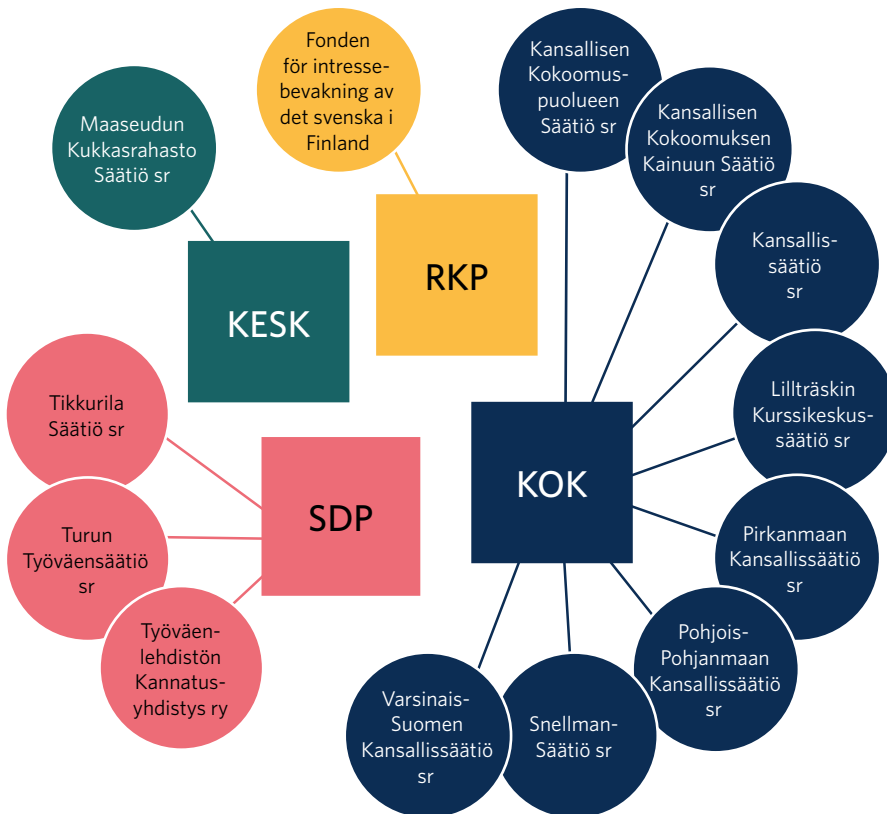 Fonden
för intresse-
bevakning av
det svenska i
Finland
Kansallisen
Kokoomus-
puolueen
Säätiö sr
Maaseudun
Kukkasrahasto
Säätiö sr
Kansallisen
Kokoomuksen
Kainuun Säätiö
sr
Kansallis-
säätiö
sr
RKP
KESK
Tikkurila
Säätiö sr
Lillträskin
Kurssikeskus-
säätiö sr
KOK
SDP
Turun
Työväensäätiö
sr
Pirkanmaan
Kansallissäätiö
sr
Työväen-
lehdistön
Kannatus-
yhdistys ry
Pohjois-
Pohjanmaan
Kansallissäätiö
sr
Varsinais-
Suomen
Kansallissäätiö
sr
Snellman-
Säätiö sr